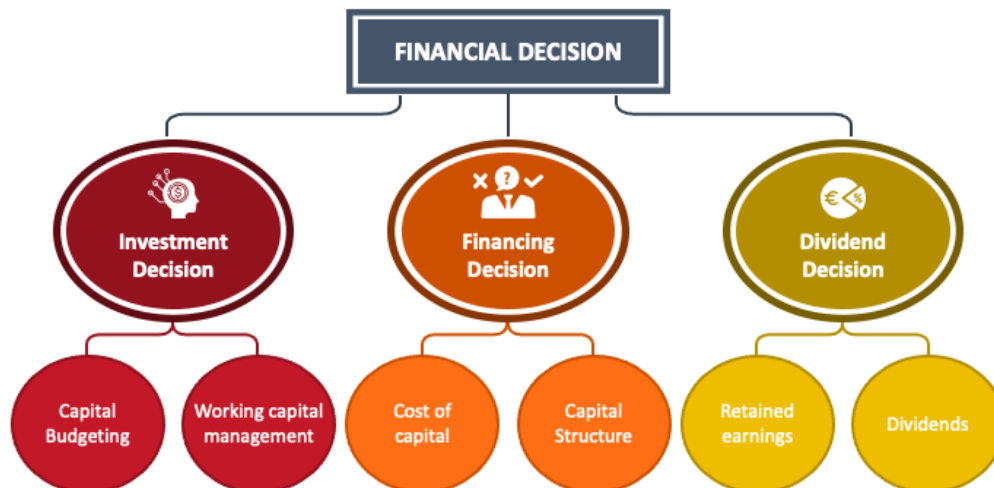 FINANCIAL DECISION
$
?
€
%
Investment
Decision
Financing
Decision
Dividend
Decision
Capital
Budgeting
Working capital
management
Cost of
capital
Capital
Structure
Retained
earnings
Dividends